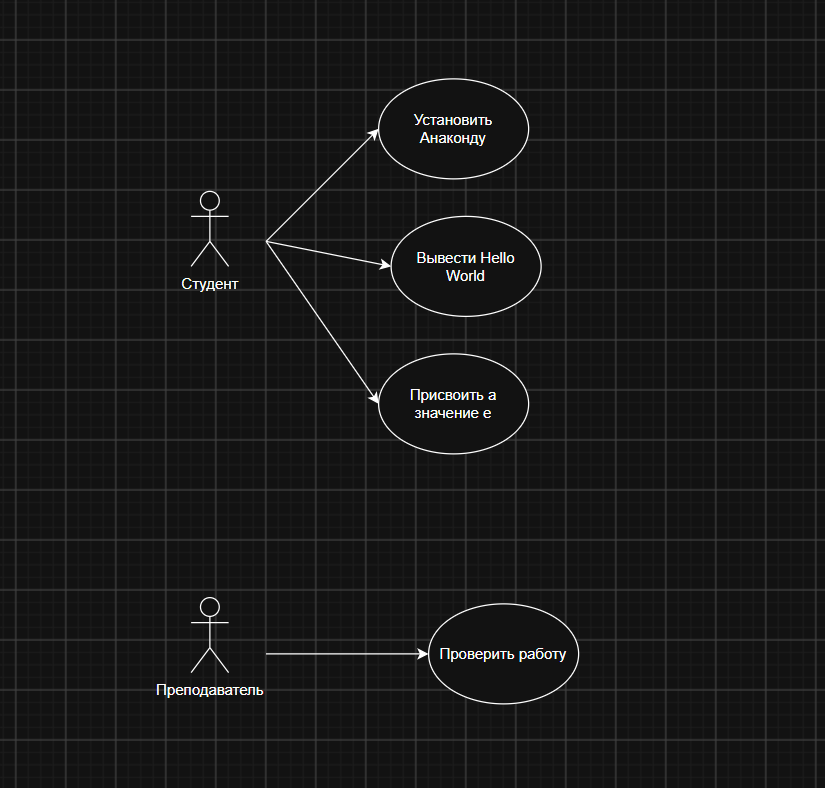 Установить
Анаконду
Студент
Вывести Hello
World
Присвоить а
значение е
Преподаватель
Проверить работу